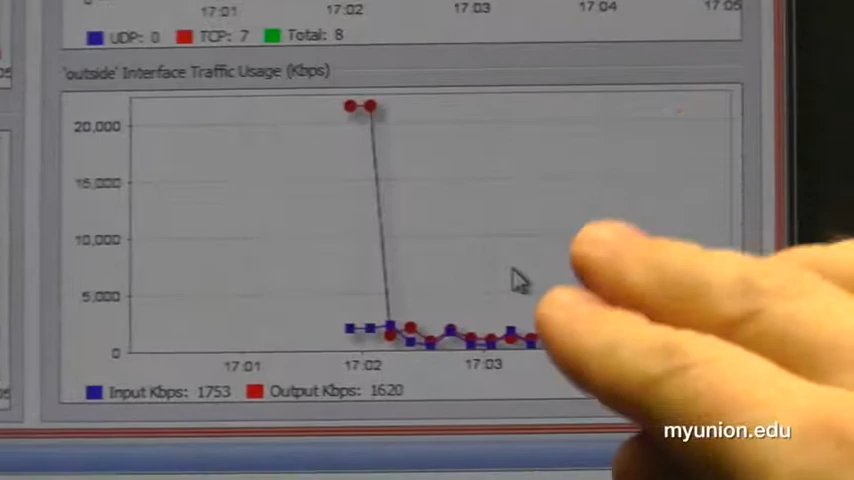 17:01 17:02 17:03 17:04 17:05
UDP: 0 TCP: 7 Total: 8
'outside' Interface Traffic Usage (Kbps)
20,000
15,000
10,000
5,000
0
17:01 17:02 17:03
Input Kbps: 1753 Output Kbps: 1620
myunion.edu